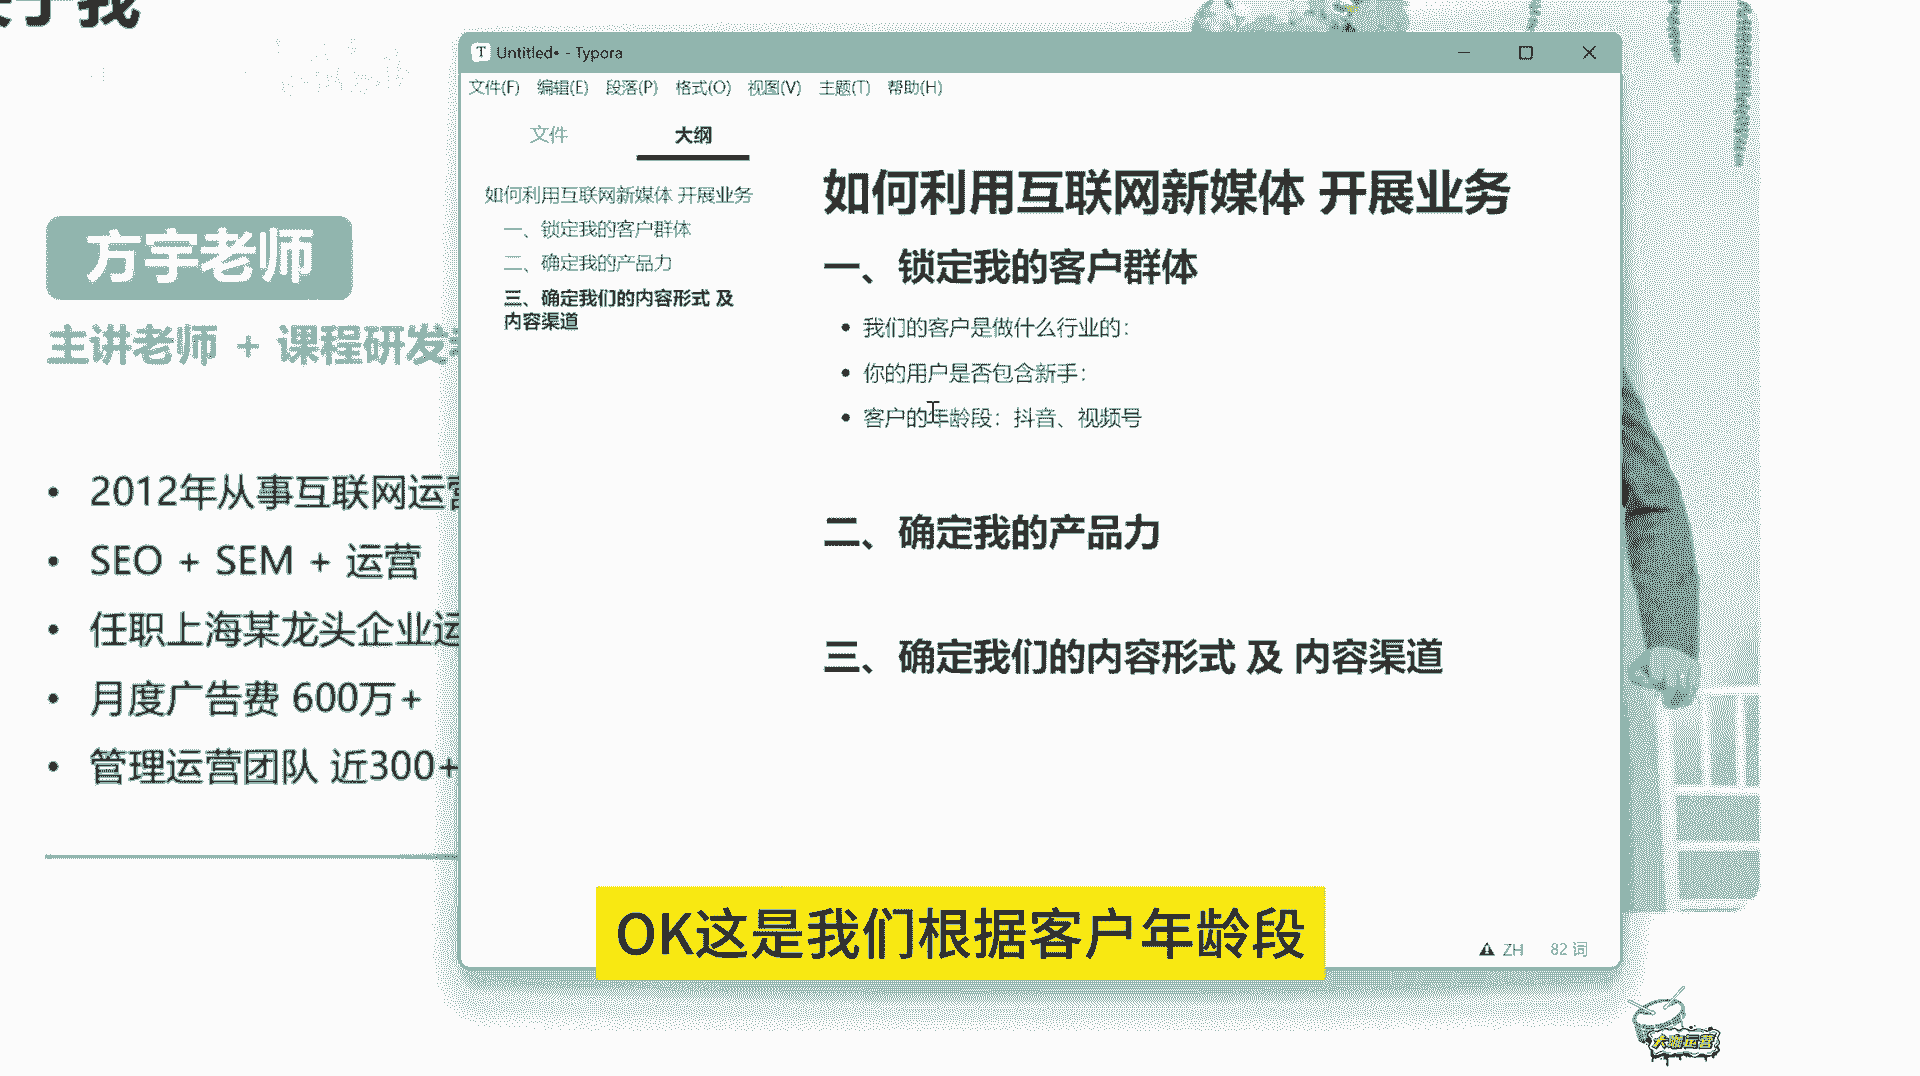 Untitled• - Typora
文件(F) 编辑(E) 段落(P) 格式(O) 视图(V) 主题(T) 帮助(H)
文件 大纲
如何利用互联网新媒体 开展业务
一、锁定我的客户群体
二、确定我的产品力
三、确定我们的内容形式 及
内容渠道
如何利用互联网新媒体 开展业务
一、锁定我的客户群体
• 我们的客户是做什么行业的：
• 你的用户是否包含新手：
• 客户的年龄段：抖音、视频号
二、确定我的产品力
三、确定我们的内容形式 及 内容渠道
ZH 82 词
方宇老师
主讲老师 + 课程研发
• 2012年从事互联网运营
• SEO + SEM + 运营
• 任职上海某龙头企业运
• 月度广告费 600万+
• 管理运营团队 近300+
OK这是我们根据客户年龄段